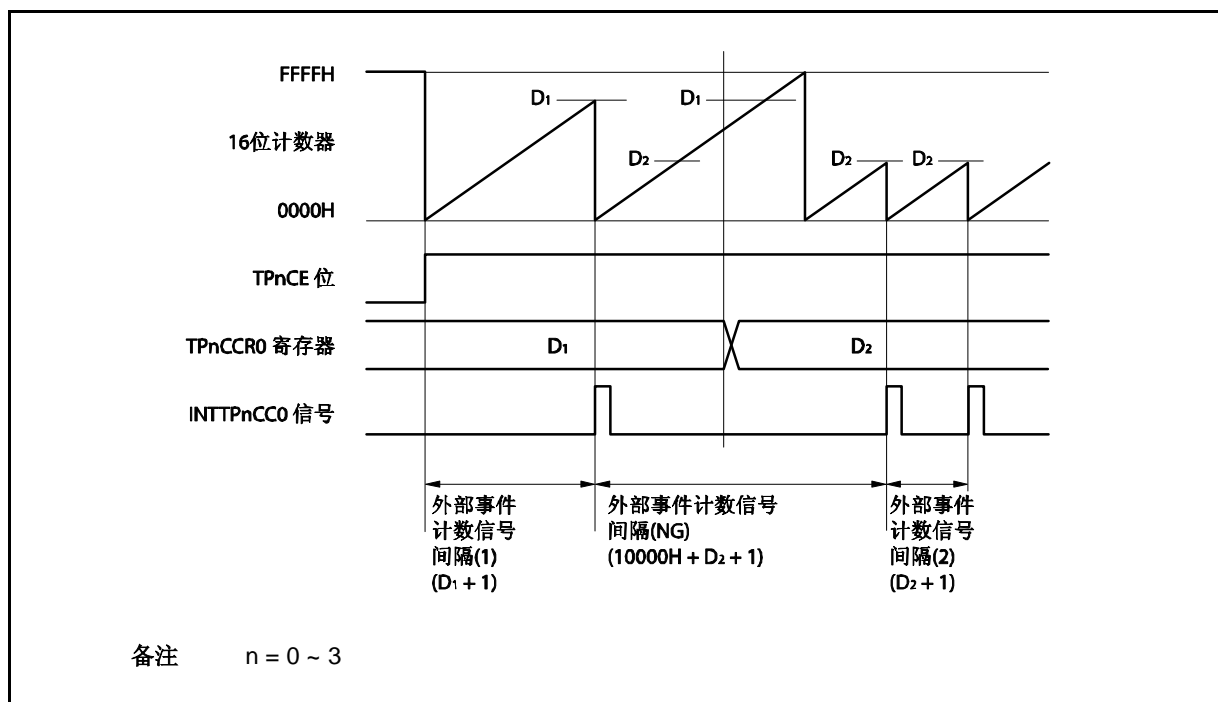 FFFFH
D₁
D₁
16位计数器
D₂
D₂
D₂
0000H
TPnCE 位
TPnCCR0 寄存器
D₁
D₂
INTTPnCC0 信号
外部事件
计数信号
间隔(1)
(D₁ + 1)
外部事件计数信号
间隔(NG)
(10000H + D₂ + 1)
外部事件
计数信号
间隔(2)
(D₂ + 1)
备注 n = 0 ~ 3